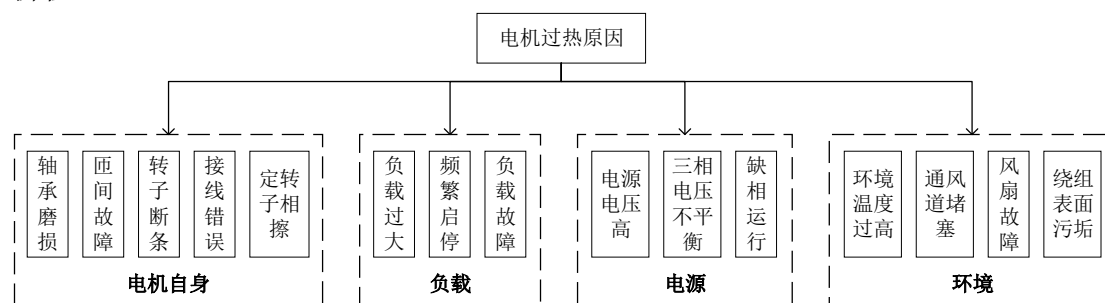 电机过热原因
轴承磨损
匝间故障
转子断条
接线错误
定转
子相
擦
电机自身
负载过大
频繁启停
负载故障
负载
电源
电压
高
三相
电压
不平
衡
缺相运行
电源
环境
温度
过高
通风
道堵
塞
风扇故障
绕组
表面
污垢
环境